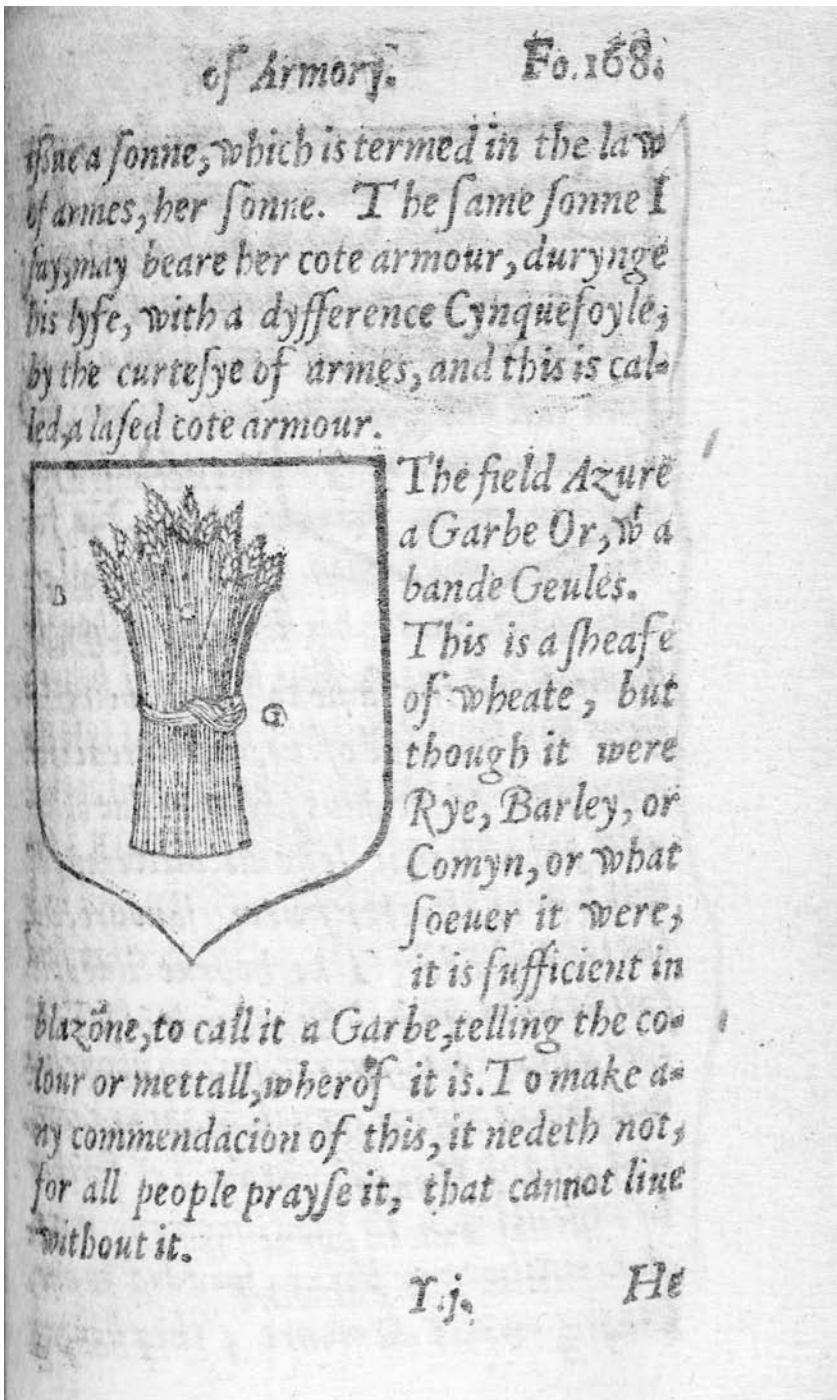 of Armory. Fo.168.
iſſue a ſonne, which is termed in the law
of armes, her ſonne. The ſame ſonne I
ſay, may beare her cote armour, durynge
his lyfe, with a dyfference Cynquefoyle,
by the curteſye of armes, and this is cal-
led, a laſed cote armour.
The field Azure
a Garbe Or, wͭ a
bande Geules.
This is a ſheafe
of wheate, but
though it were
Rye, Barley, or
Comyn, or what
ſoeuer it were,
it is ſufficient in
B
G
blazõne, to call it a Garbe, telling the co-
lour or mettall, wherof it is. To make a-
ny commendacion of this, it nedeth not,
for all people prayſe it, that cannot liue
without it.
Y.j. He